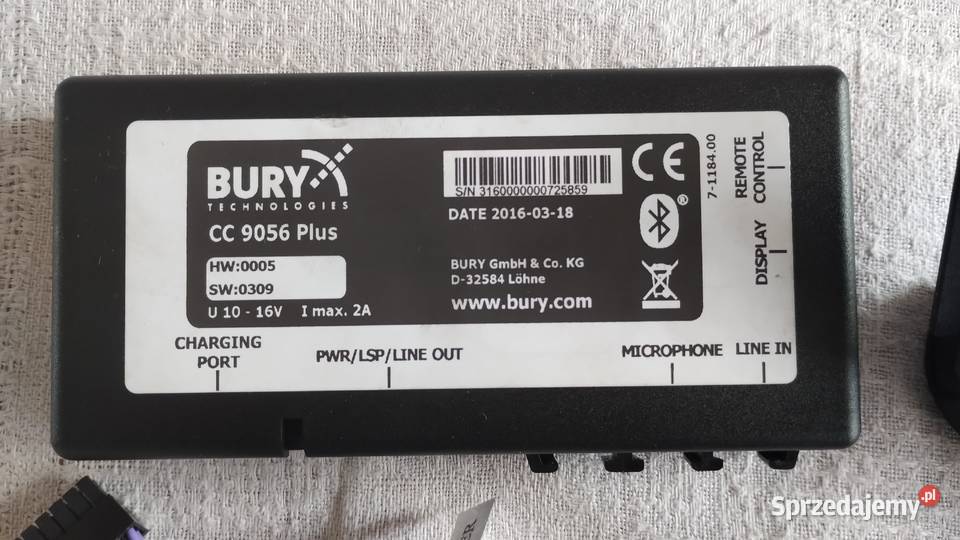 BURY
TECHNOLOGIES
CC 9056 Plus
HW:0005
SW:0309
U 10 - 16V I max. 2A
S/N 3160000000725859
DATE 2016-03-18
BURY GmbH & Co. KG
D-32584 Löhne
www.bury.com
CE
®
7-1184.00
REMOTE
CONTROL
DISPLAY
CHARGING
PORT
PWR/LSP/LINE OUT
MICROPHONE
LINE IN
ER
Sprzedajemy.pl